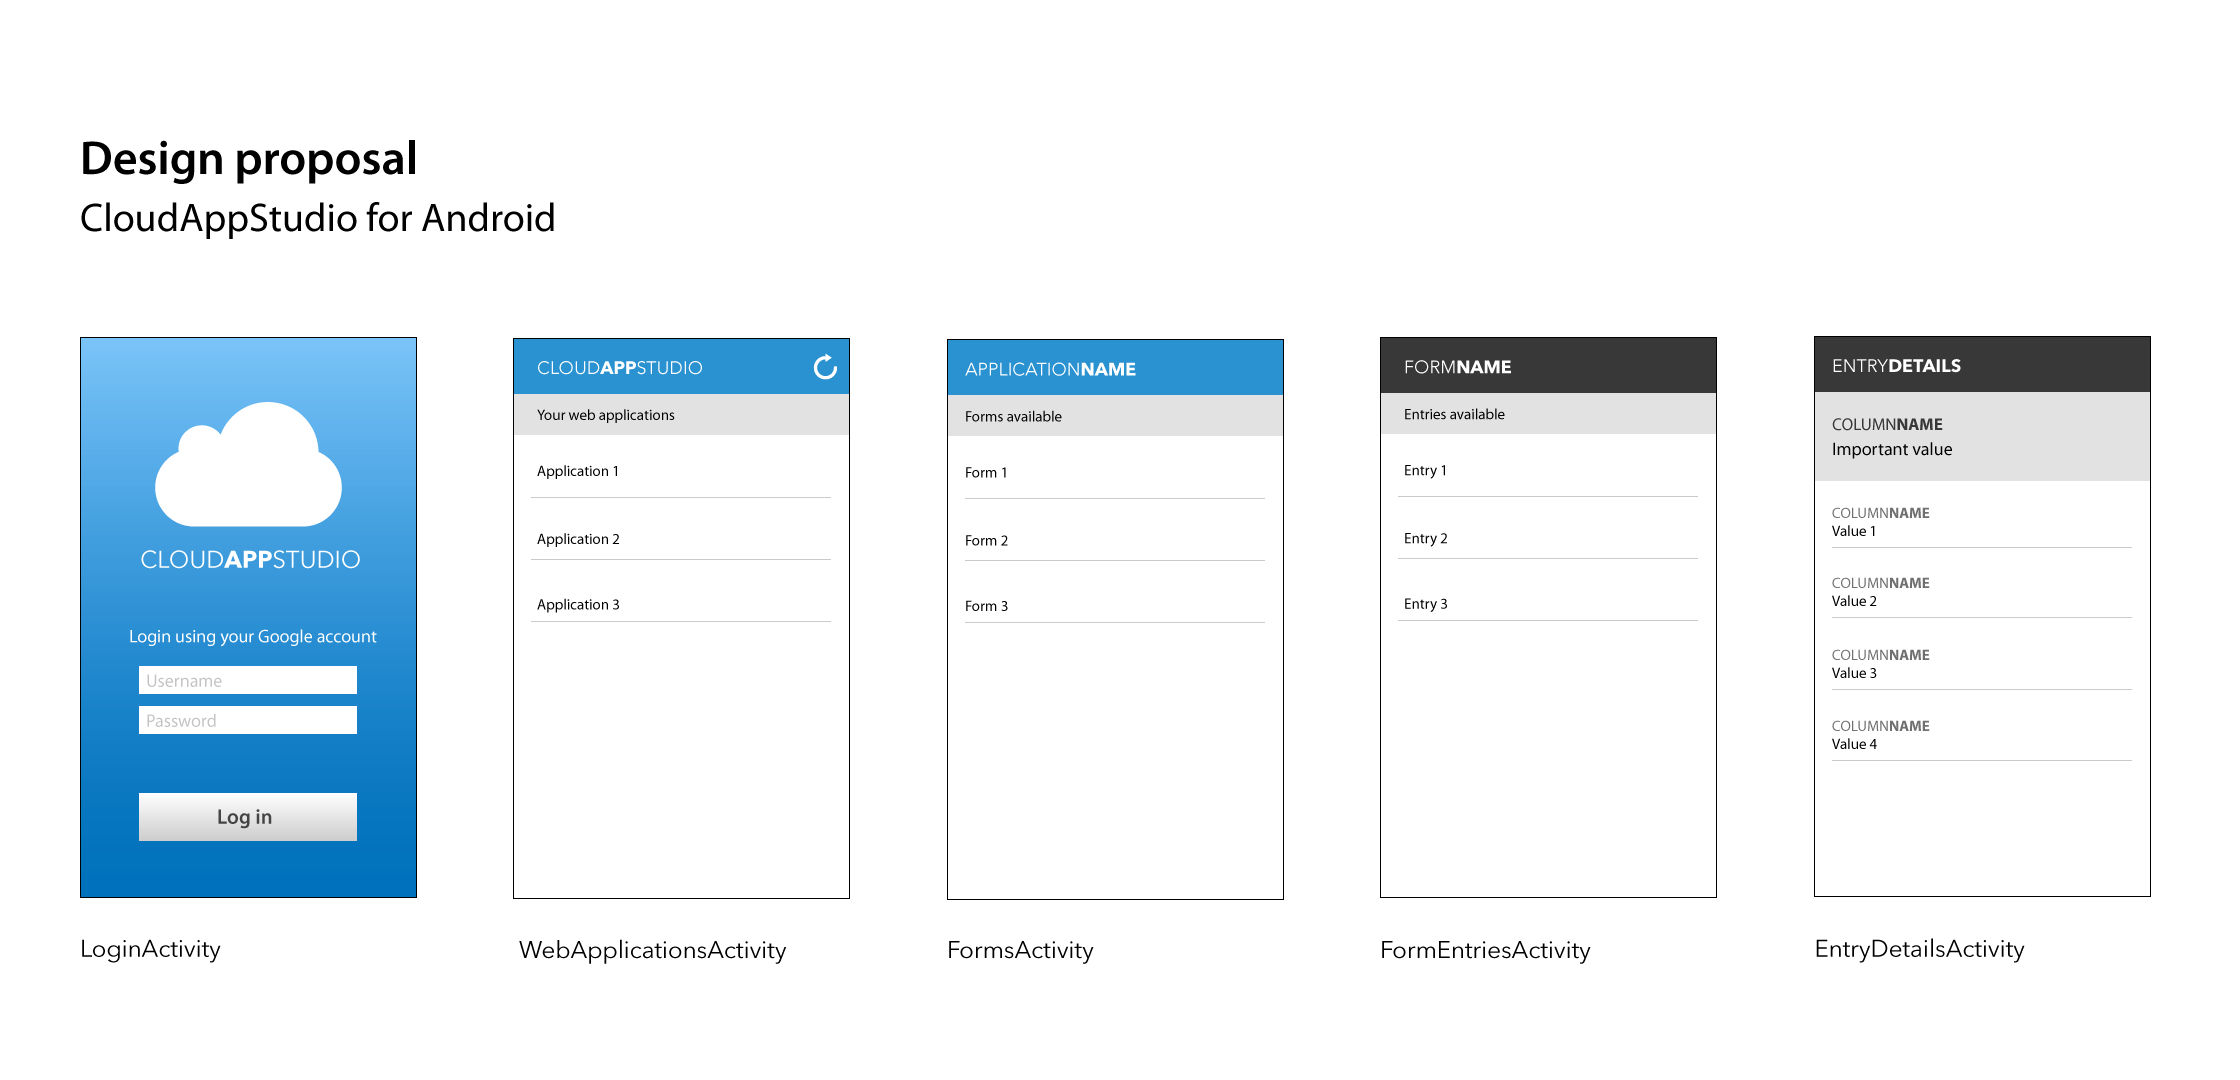 Design proposal
CloudAppStudio for Android
CLOUDAPPSTUDIO
Login using your Google account
Username
Password
Log in
LoginActivity
CLOUDAPPSTUDIO
Your web applications
Application 1
Application 2
Application 3
WebApplicationsActivity
APPLICATIONNAME
Forms available
Form 1
Form 2
Form 3
FormsActivity
FORMNAME
Entries available
Entry 1
Entry 2
Entry 3
FormEntriesActivity
ENTRYDETAILS
COLUMNNAME
Important value
COLUMNNAME
Value 1
COLUMNNAME
Value 2
COLUMNNAME
Value 3
COLUMNNAME
Value 4
EntryDetailsActivity